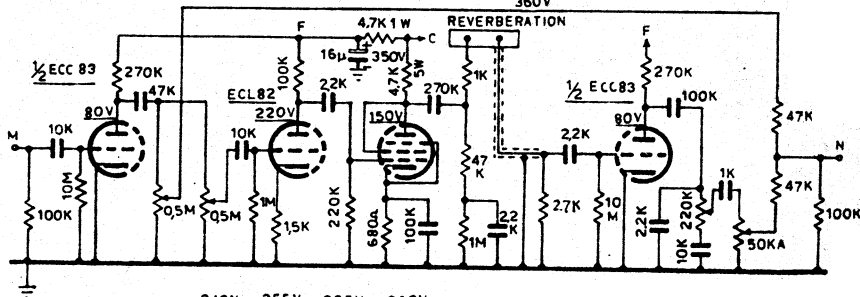 360V
F
4,7K 1W
C
REVERBERATION
16µ
350V
4,7K
5W
F
½ ECC 83
270K
47K
100K
2,2K
ECL82
220V
150V
270K
1K
½ ECC83
270K
80V
100K
47K
M
10K
80V
10K
2,2K
80V
N
10M
100K
0,5M
0,5M
1M
1,5K
220K
680Ω
100K
47
K
1M
2,2
K
2,7K
10
M
2,2K
220K
10K
1K
50KA
47K
100K